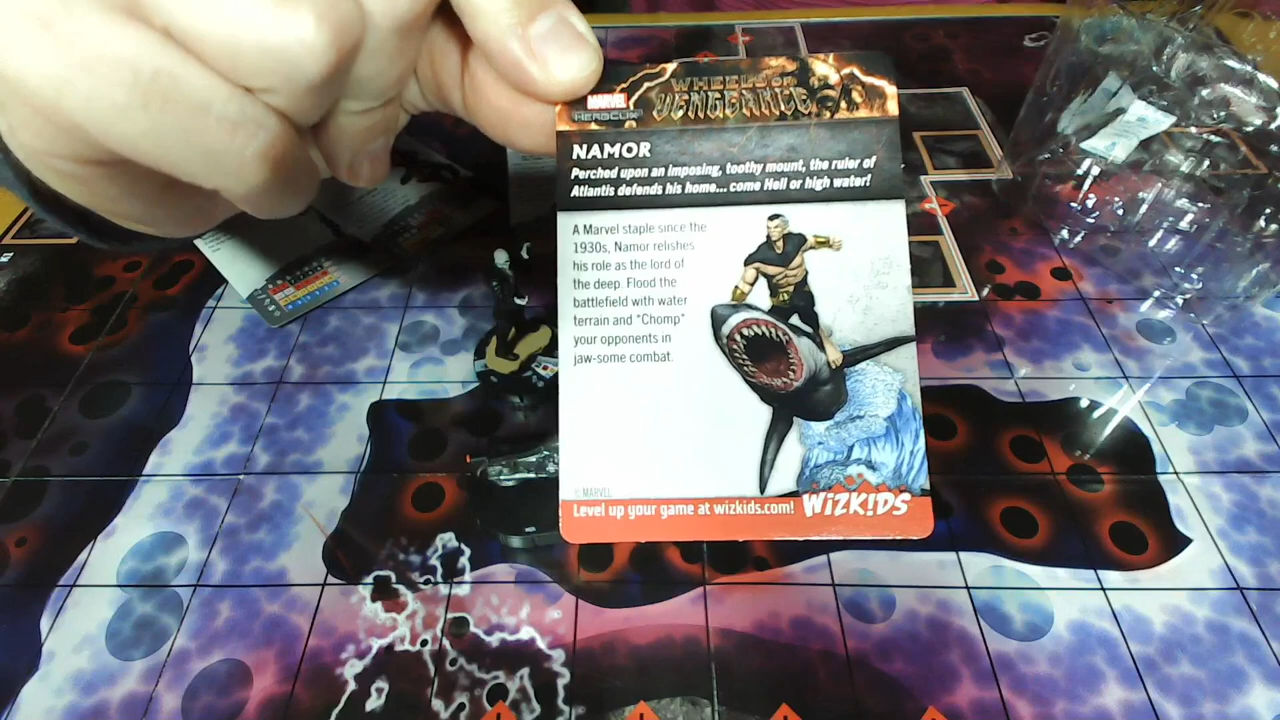 WHEELS OF
MARVEL
HEROCLIX
VENGEANCE
NAMOR
Perched upon an imposing, toothy mount, the ruler of
Atlantis defends his home... come Hell or high water!
A Marvel staple since the
1930s, Namor relishes
his role as the lord of
the deep. Flood the
battlefield with water
terrain and "Chomp"
your opponents in
jaw-some combat.
© MARVEL
Level up your game at wizkids.com! WIZKIDS